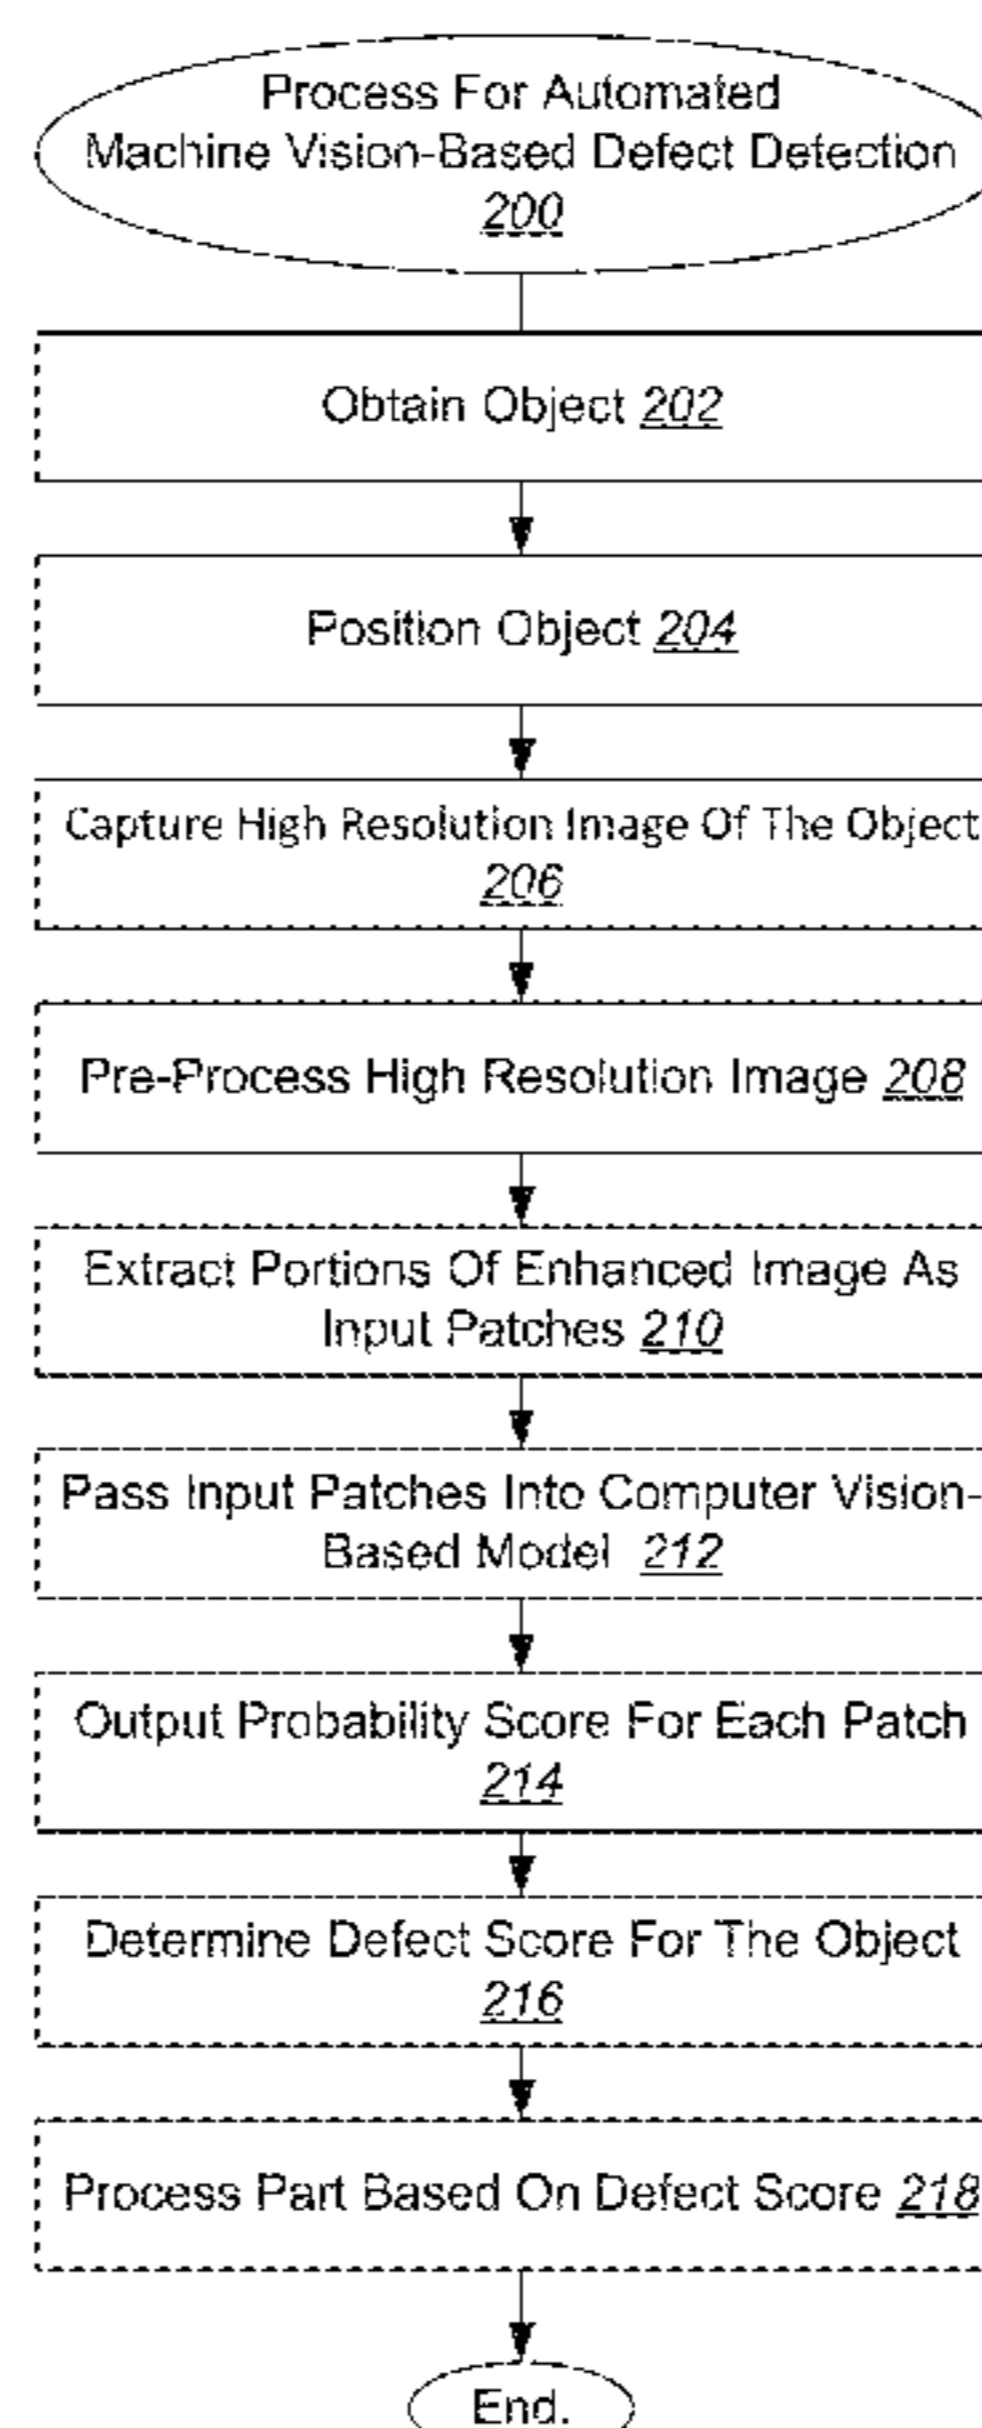 Process For Automated
Machine Vision-Based Defect Detection
200
Obtain Object 202
Position Object 204
Capture High Resolution Image Of The Object
206
Pre-Process High Resolution Image 208
Extract Portions Of Enhanced Image As
Input Patches 210
Pass Input Patches Into Computer Vision-
Based Model 212
Output Probability Score For Each Patch
214
Determine Defect Score For The Object
216
Process Part Based On Defect Score 218
End.